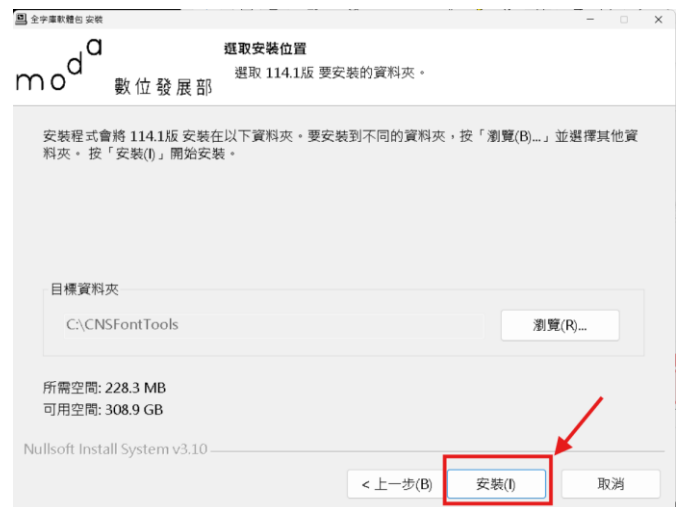 全字庫軟體包 安裝
moda
數位發展部
選取安裝位置
選取 114.1版 要安裝的資料夾。
安裝程式會將 114.1版 安裝在以下資料夾。要安裝到不同的資料夾，按「瀏覽(B)...」並選擇其他資
料夾。 按「安裝(I)」開始安裝。
目標資料夾
C:\CNSFontTools
瀏覽(R)...
所需空間: 228.3 MB
可用空間: 308.9 GB
Nullsoft Install System v3.10
< 上一步(B)
安裝(I)
取消